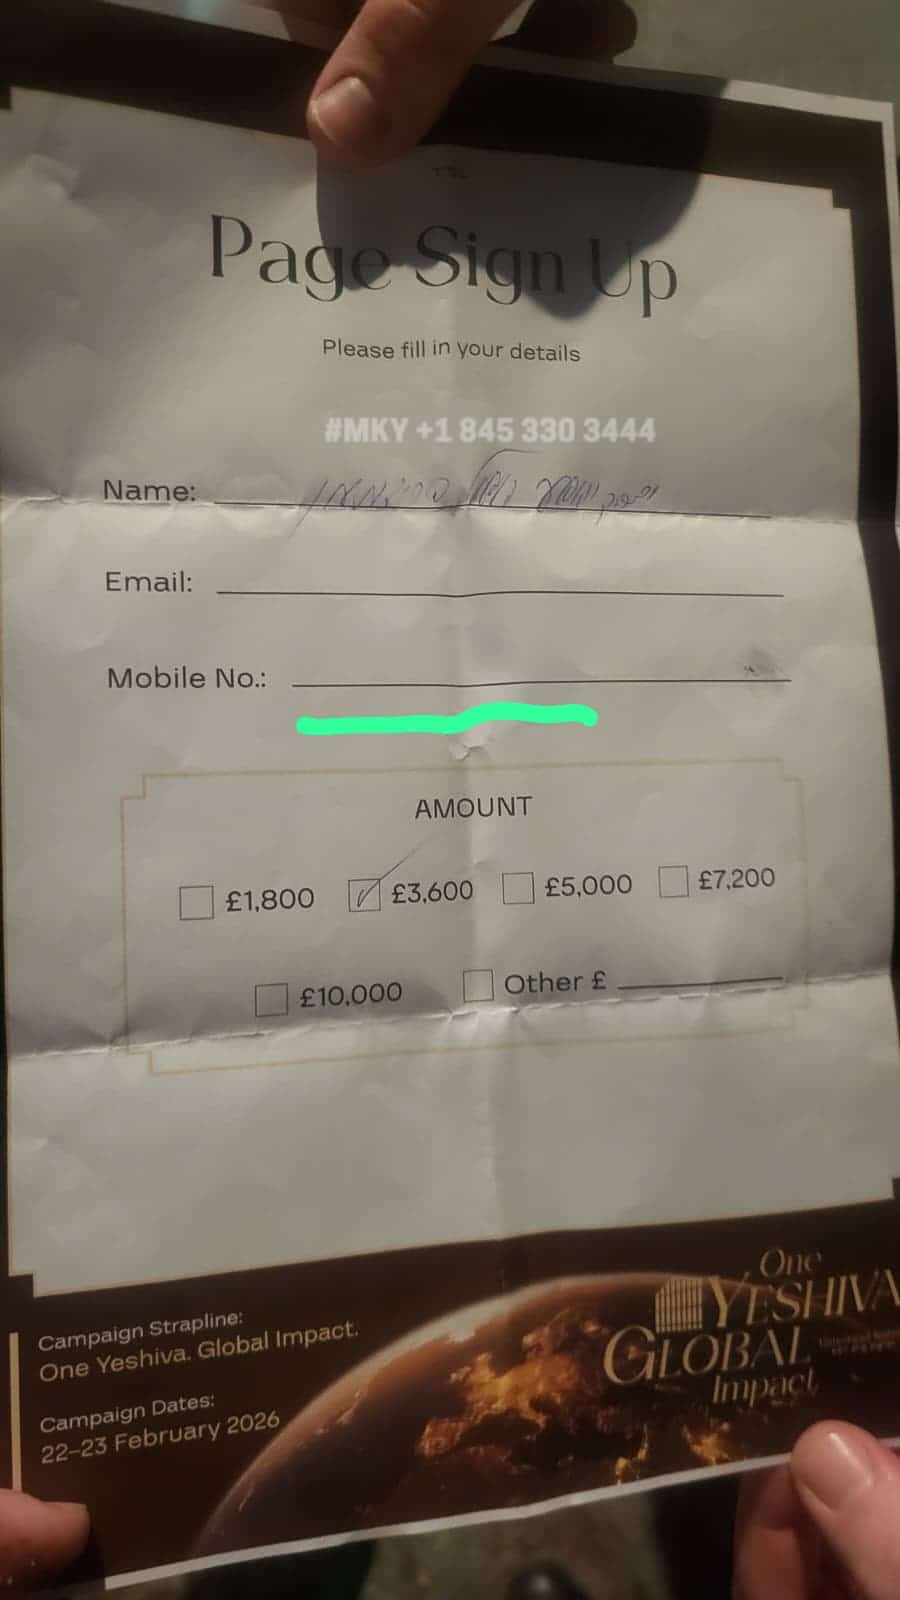 Page Sign Up
Please fill in your details
#MKY +1 845 330 3444
Name:
Email:
Mobile No.:
AMOUNT
£1,800 £3,600 £5,000 £7,200
£10,000 Other £
Campaign Strapline:
One Yeshiva. Global Impact.
Campaign Dates:
22–23 February 2026
One
YESHIVA
GLOBAL
Impact